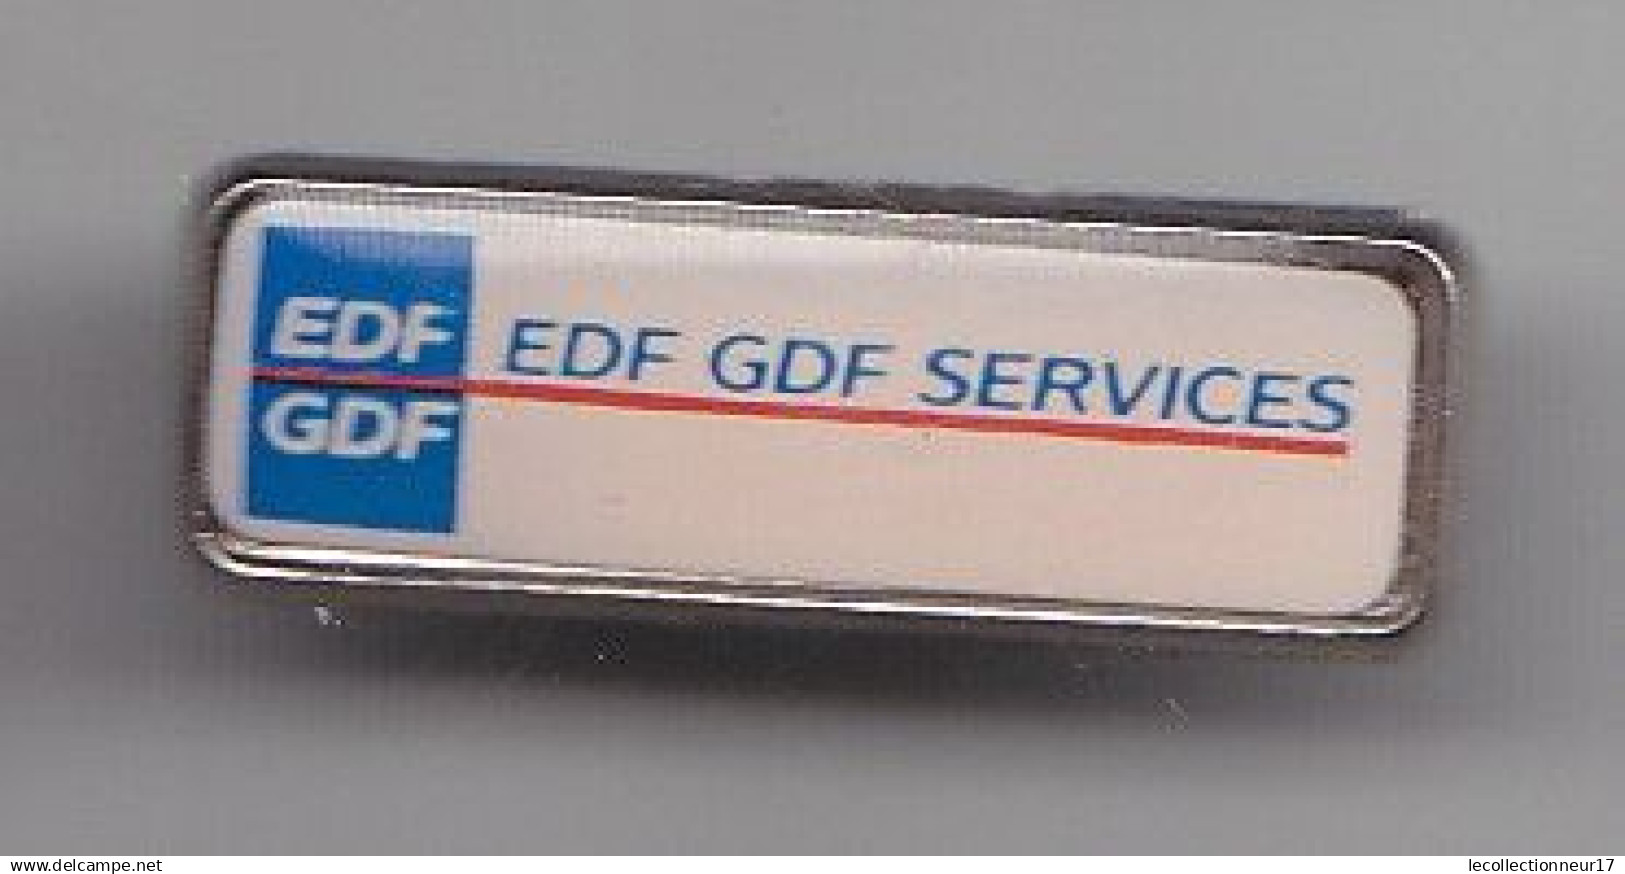 EDF
GDF
EDF GDF SERVICES
www.delcampe.net
lecollectionneur17